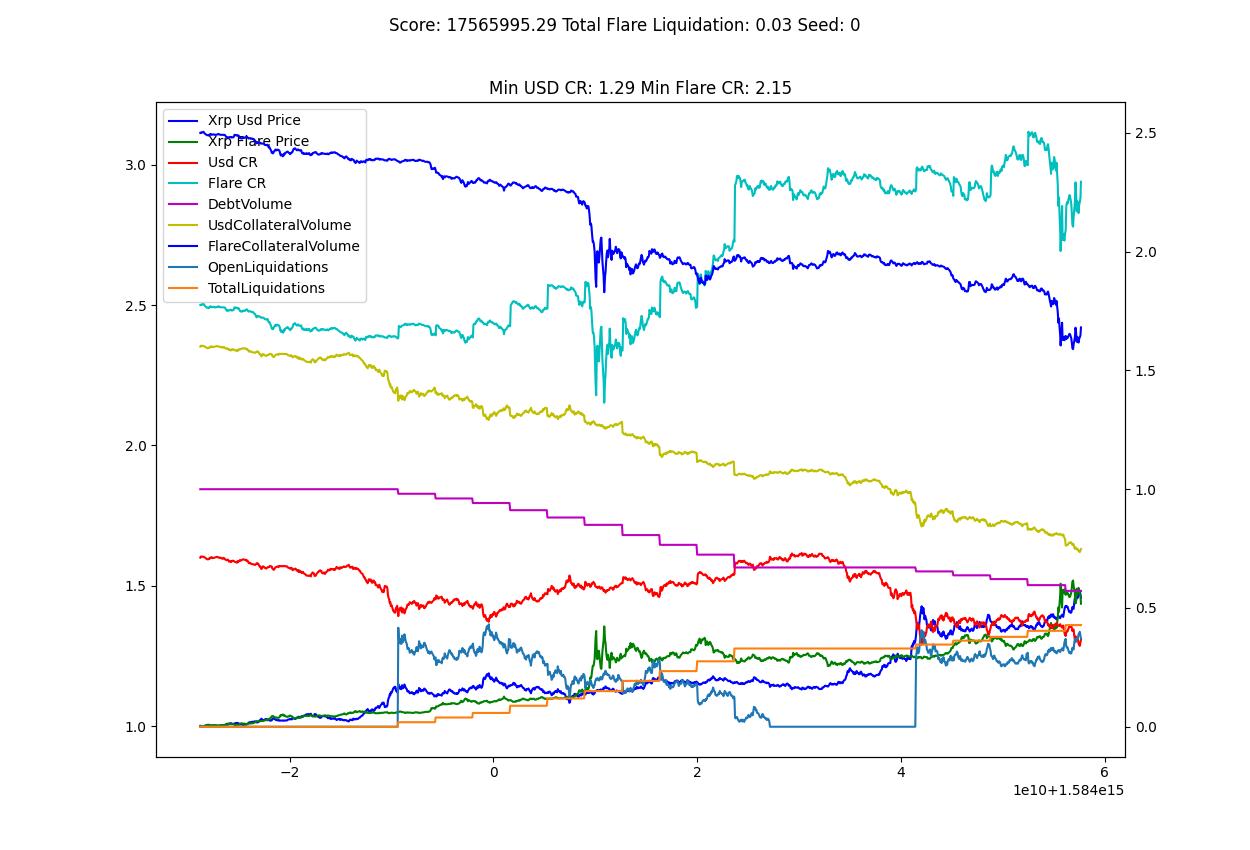 Score: 17565995.29 Total Flare Liquidation: 0.03 Seed: 0
Min USD CR: 1.29 Min Flare CR: 2.15
Xrp Usd Price
Xrp Flare Price
Usd CR
Flare CR
DebtVolume
UsdCollateralVolume
FlareCollateralVolume
OpenLiquidations
TotalLiquidations
3.0
2.5
2.0
1.5
1.0
2.5
2.0
1.5
1.0
0.5
0.0
−2
0
2
4
6
1e10+1.584e15